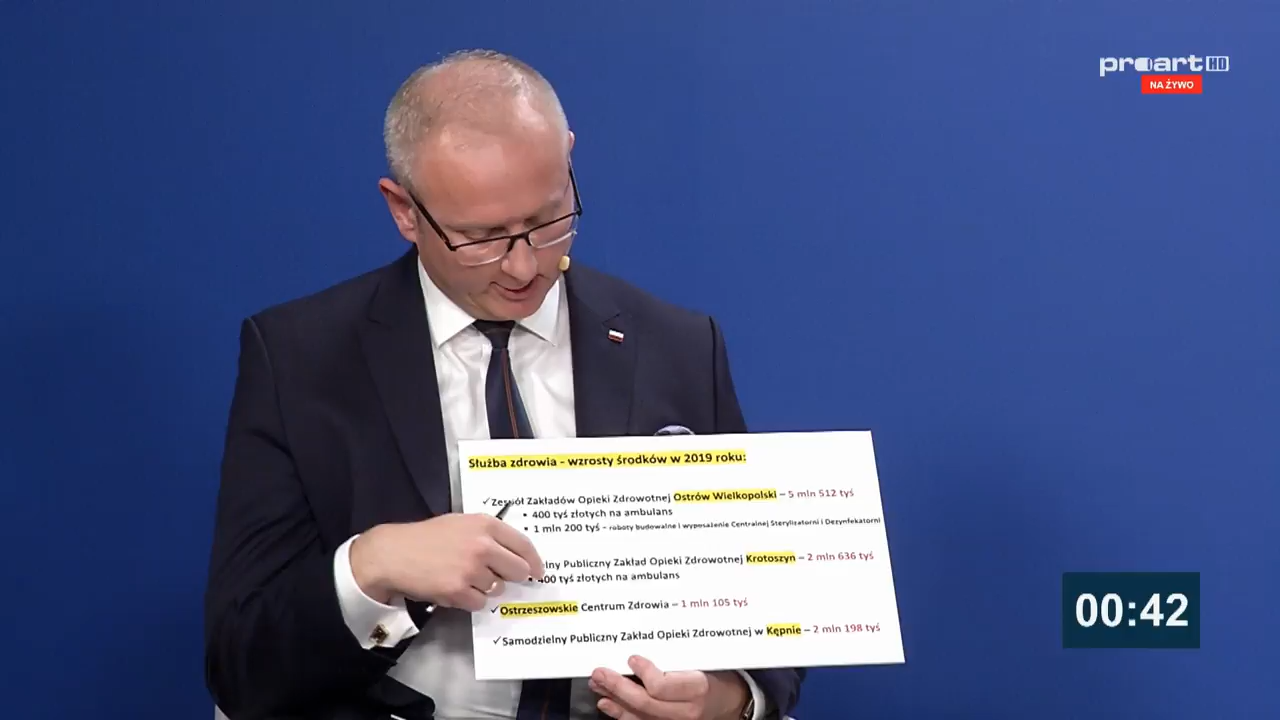 proart HD
NA ŻYWO
Służba zdrowia - wzrosty środków w 2019 roku:
✓Zespół Zakładów Opieki Zdrowotnej Ostrów Wielkopolski – 5 mln 512 tyś
▪ 400 tyś złotych na ambulans
▪ 1 mln 200 tyś – roboty budowalne i wyposażenie Centralnej Sterylizatorni i Dezynfekatorni
Publiczny Zakład Opieki Zdrowotnej Krotoszyn – 2 mln 636 tyś
▪ 400 tyś złotych na ambulans
✓Ostrzeszowskie Centrum Zdrowia – 1 mln 105 tyś
✓Samodzielny Publiczny Zakład Opieki Zdrowotnej w Kępnie – 2 mln 198 tyś
00:42